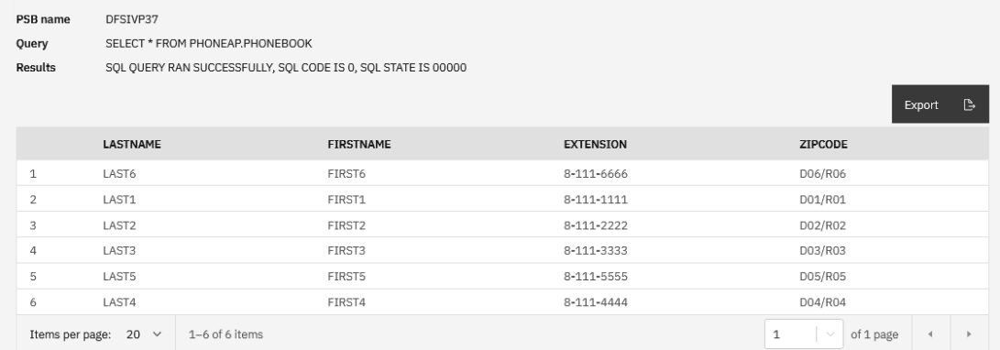 PSB name DFSIVP37
Query SELECT * FROM PHONEAP.PHONEBOOK
Results SQL QUERY RAN SUCCESSFULLY, SQL CODE IS 0, SQL STATE IS 00000
Export
LASTNAME FIRSTNAME EXTENSION ZIPCODE
1 LAST6 FIRST6 8-111-6666 D06/R06
2 LAST1 FIRST1 8-111-1111 D01/R01
3 LAST2 FIRST2 8-111-2222 D02/R02
4 LAST3 FIRST3 8-111-3333 D03/R03
5 LAST5 FIRST5 8-111-5555 D05/R05
6 LAST4 FIRST4 8-111-4444 D04/R04
Items per page: 20 1–6 of 6 items 1 of 1 page